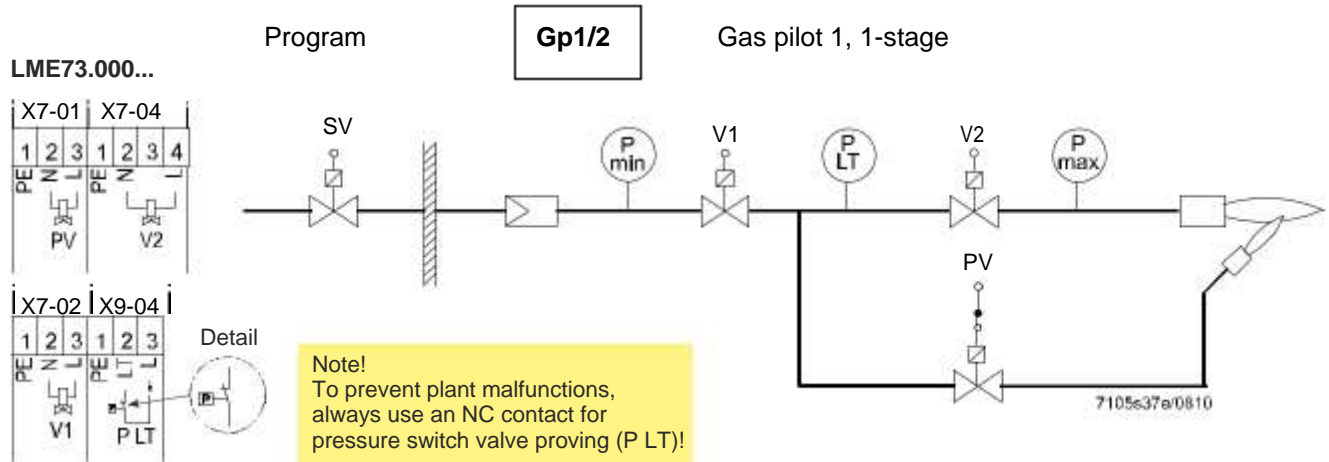 Program Gp1/2 Gas pilot 1, 1-stage
LME73.000...
X7-01 X7-04
1 2 3 1 2 3 4
PE N L PE N L
PV V2
X7-02 X9-04
1 2 3 1 2 3
PE N L PE LT L
P
V1 P LT
Detail
P
Note!
To prevent plant malfunctions,
always use an NC contact for
pressure switch valve proving (P LT)!
SV
P
min
V1
P
LT
V2
P
max
PV
7105s37e/0810